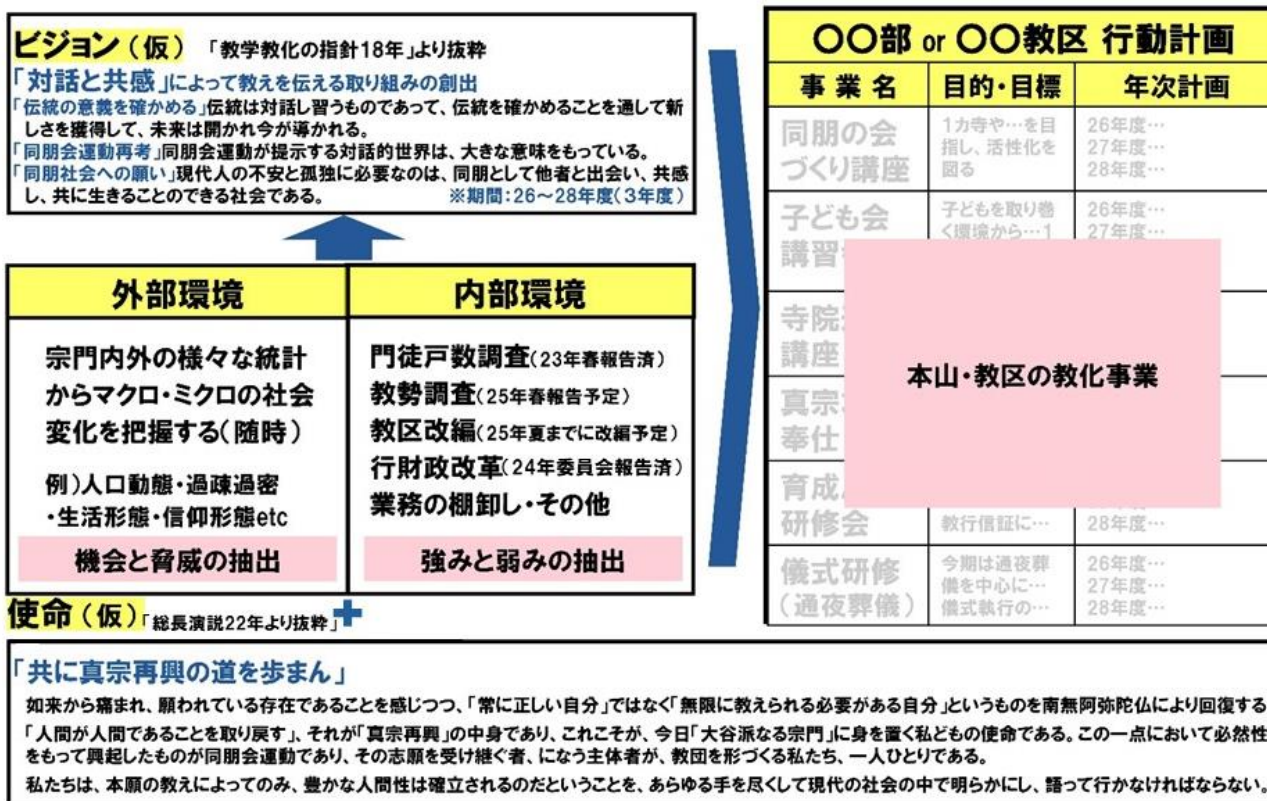 ビジョン（仮） 「教学教化の指針18年」より抜粋
「対話と共感」によって教えを伝える取り組みの創出
「伝統の意義を確かめる」伝統は対話し習うものであって、伝統を確かめることを通して新
しさを獲得して、未来は開かれ今が導かれる。
「同朋会運動再考」同朋会運動が提示する対話的世界は、大きな意味をもっている。
「同朋社会への願い」現代人の不安と孤独に必要なのは、同朋として他者と出会い、共感
し、共に生きることのできる社会である。 ※期間：26～28年度（3年度）
外部環境
宗門内外の様々な統計
からマクロ・ミクロの社会
変化を把握する（随時）
例）人口動態・過疎過密
・生活形態・信仰形態etc
機会と脅威の抽出
内部環境
門徒戸数調査（23年春報告済）
教勢調査（25年春報告予定）
教区改編（25年夏までに改編予定）
行財政改革（24年委員会報告済）
業務の棚卸し・その他
強みと弱みの抽出
〇〇部 or 〇〇教区 行動計画
事業名 目的・目標 年次計画
同朋の会
づくり講座
1カ寺や…を目
指し、活性化を
図る
26年度…
27年度…
28年度…
子ども会
講習
子どもを取り巻
く環境から…1
26年度…
27年度…
寺院
講座
本山・教区の教化事業
真宗
奉仕
育成
研修会
教行信証に…
28年度…
儀式研修
（通夜葬儀）
今期は通夜葬
儀を中心に…
儀式執行の…
26年度…
27年度…
28年度…
使命（仮）「総長演説22年より抜粋」
「共に真宗再興の道を歩まん」
如来から痛まれ、願われている存在であることを感じつつ、「常に正しい自分」ではなく「無限に教えられる必要がある自分」というものを南無阿弥陀仏により回復する
「人間が人間であることを取り戻す」、それが「真宗再興」の中身であり、これこそが、今日「大谷派なる宗門」に身を置く私どもの使命である。この一点において必然性
をもって興起したものが同朋会運動であり、その志願を受け継ぐ者、になう主体者が、教団を形づくる私たち、一人ひとりである。
私たちは、本願の教えによってのみ、豊かな人間性は確立されるのだということを、あらゆる手を尽くして現代の社会の中で明らかにし、語って行かなければならない。